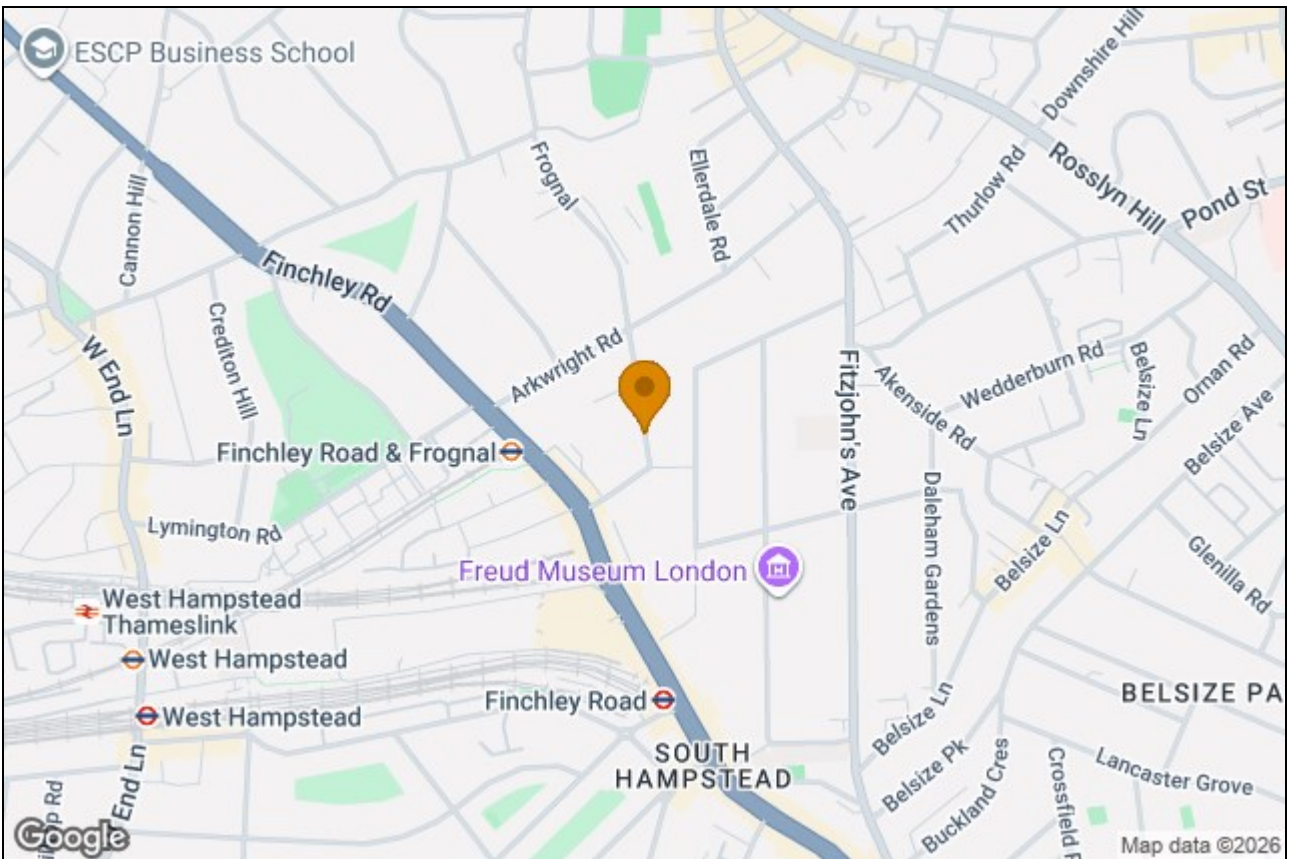 ESCP Business School
Downshire Hill
Frognal
Ellerdale Rd
Thurlow Rd
Rosslyn Hill
Pond St
Cannon Hill
Finchley Rd
Crediton Hill
W End Ln
Arkwright Rd
Fitzjohn's Ave
Akenside Rd
Wedderburn Rd
Belsize Ln
Ornan Rd
Belsize Ave
Finchley Road & Frognal
Lymington Rd
Daleham Gardens
Belsize Ln
Glenilla Rd
Freud Museum London
West Hampstead
Thameslink
West Hampstead
West Hampstead
Finchley Road
BELSIZE PA
Belsize Ln
SOUTH
HAMPSTEAD
Belsize Pk
Buckland Cres
Crossfield R
Lancaster Grove
End Ln
p Rd
Google
Map data ©2026